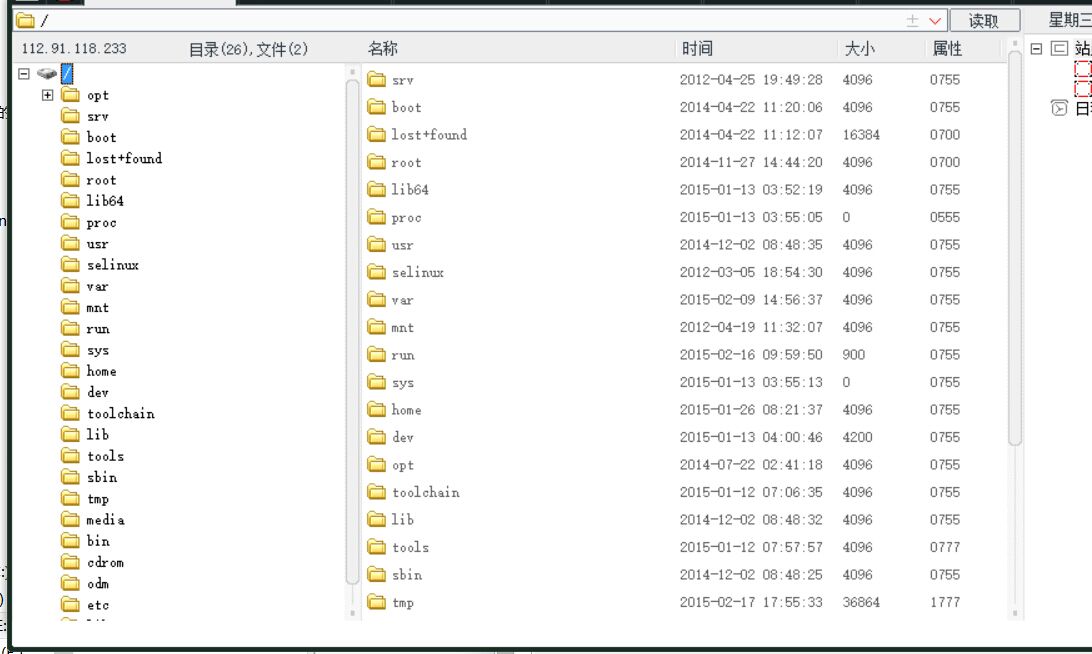 / 读取 星期三
112.91.118.233 目录(26),文件(2) 名称 时间 大小 属性
/
opt
srv
boot
lost+found
root
lib64
proc
usr
selinux
var
mnt
run
sys
home
dev
toolchain
lib
tools
sbin
tmp
media
bin
cdrom
odm
etc
srv 2012-04-25 19:49:28 4096 0755
boot 2014-04-22 11:20:06 4096 0755
lost+found 2014-04-22 11:12:07 16384 0700
root 2014-11-27 14:44:20 4096 0700
lib64 2015-01-13 03:52:19 4096 0755
proc 2015-01-13 03:55:05 0 0555
usr 2014-12-02 08:48:35 4096 0755
selinux 2012-03-05 18:54:30 4096 0755
var 2015-02-09 14:56:37 4096 0755
mnt 2012-04-19 11:32:07 4096 0755
run 2015-02-16 09:59:50 900 0755
sys 2015-01-13 03:55:13 0 0755
home 2015-01-26 08:21:37 4096 0755
dev 2015-01-13 04:00:46 4200 0755
opt 2014-07-22 02:41:18 4096 0755
toolchain 2015-01-12 07:06:35 4096 0755
lib 2014-12-02 08:48:32 4096 0755
tools 2015-01-12 07:57:57 4096 0777
sbin 2014-12-02 08:48:25 4096 0755
tmp 2015-02-17 17:55:33 36864 1777
站
日